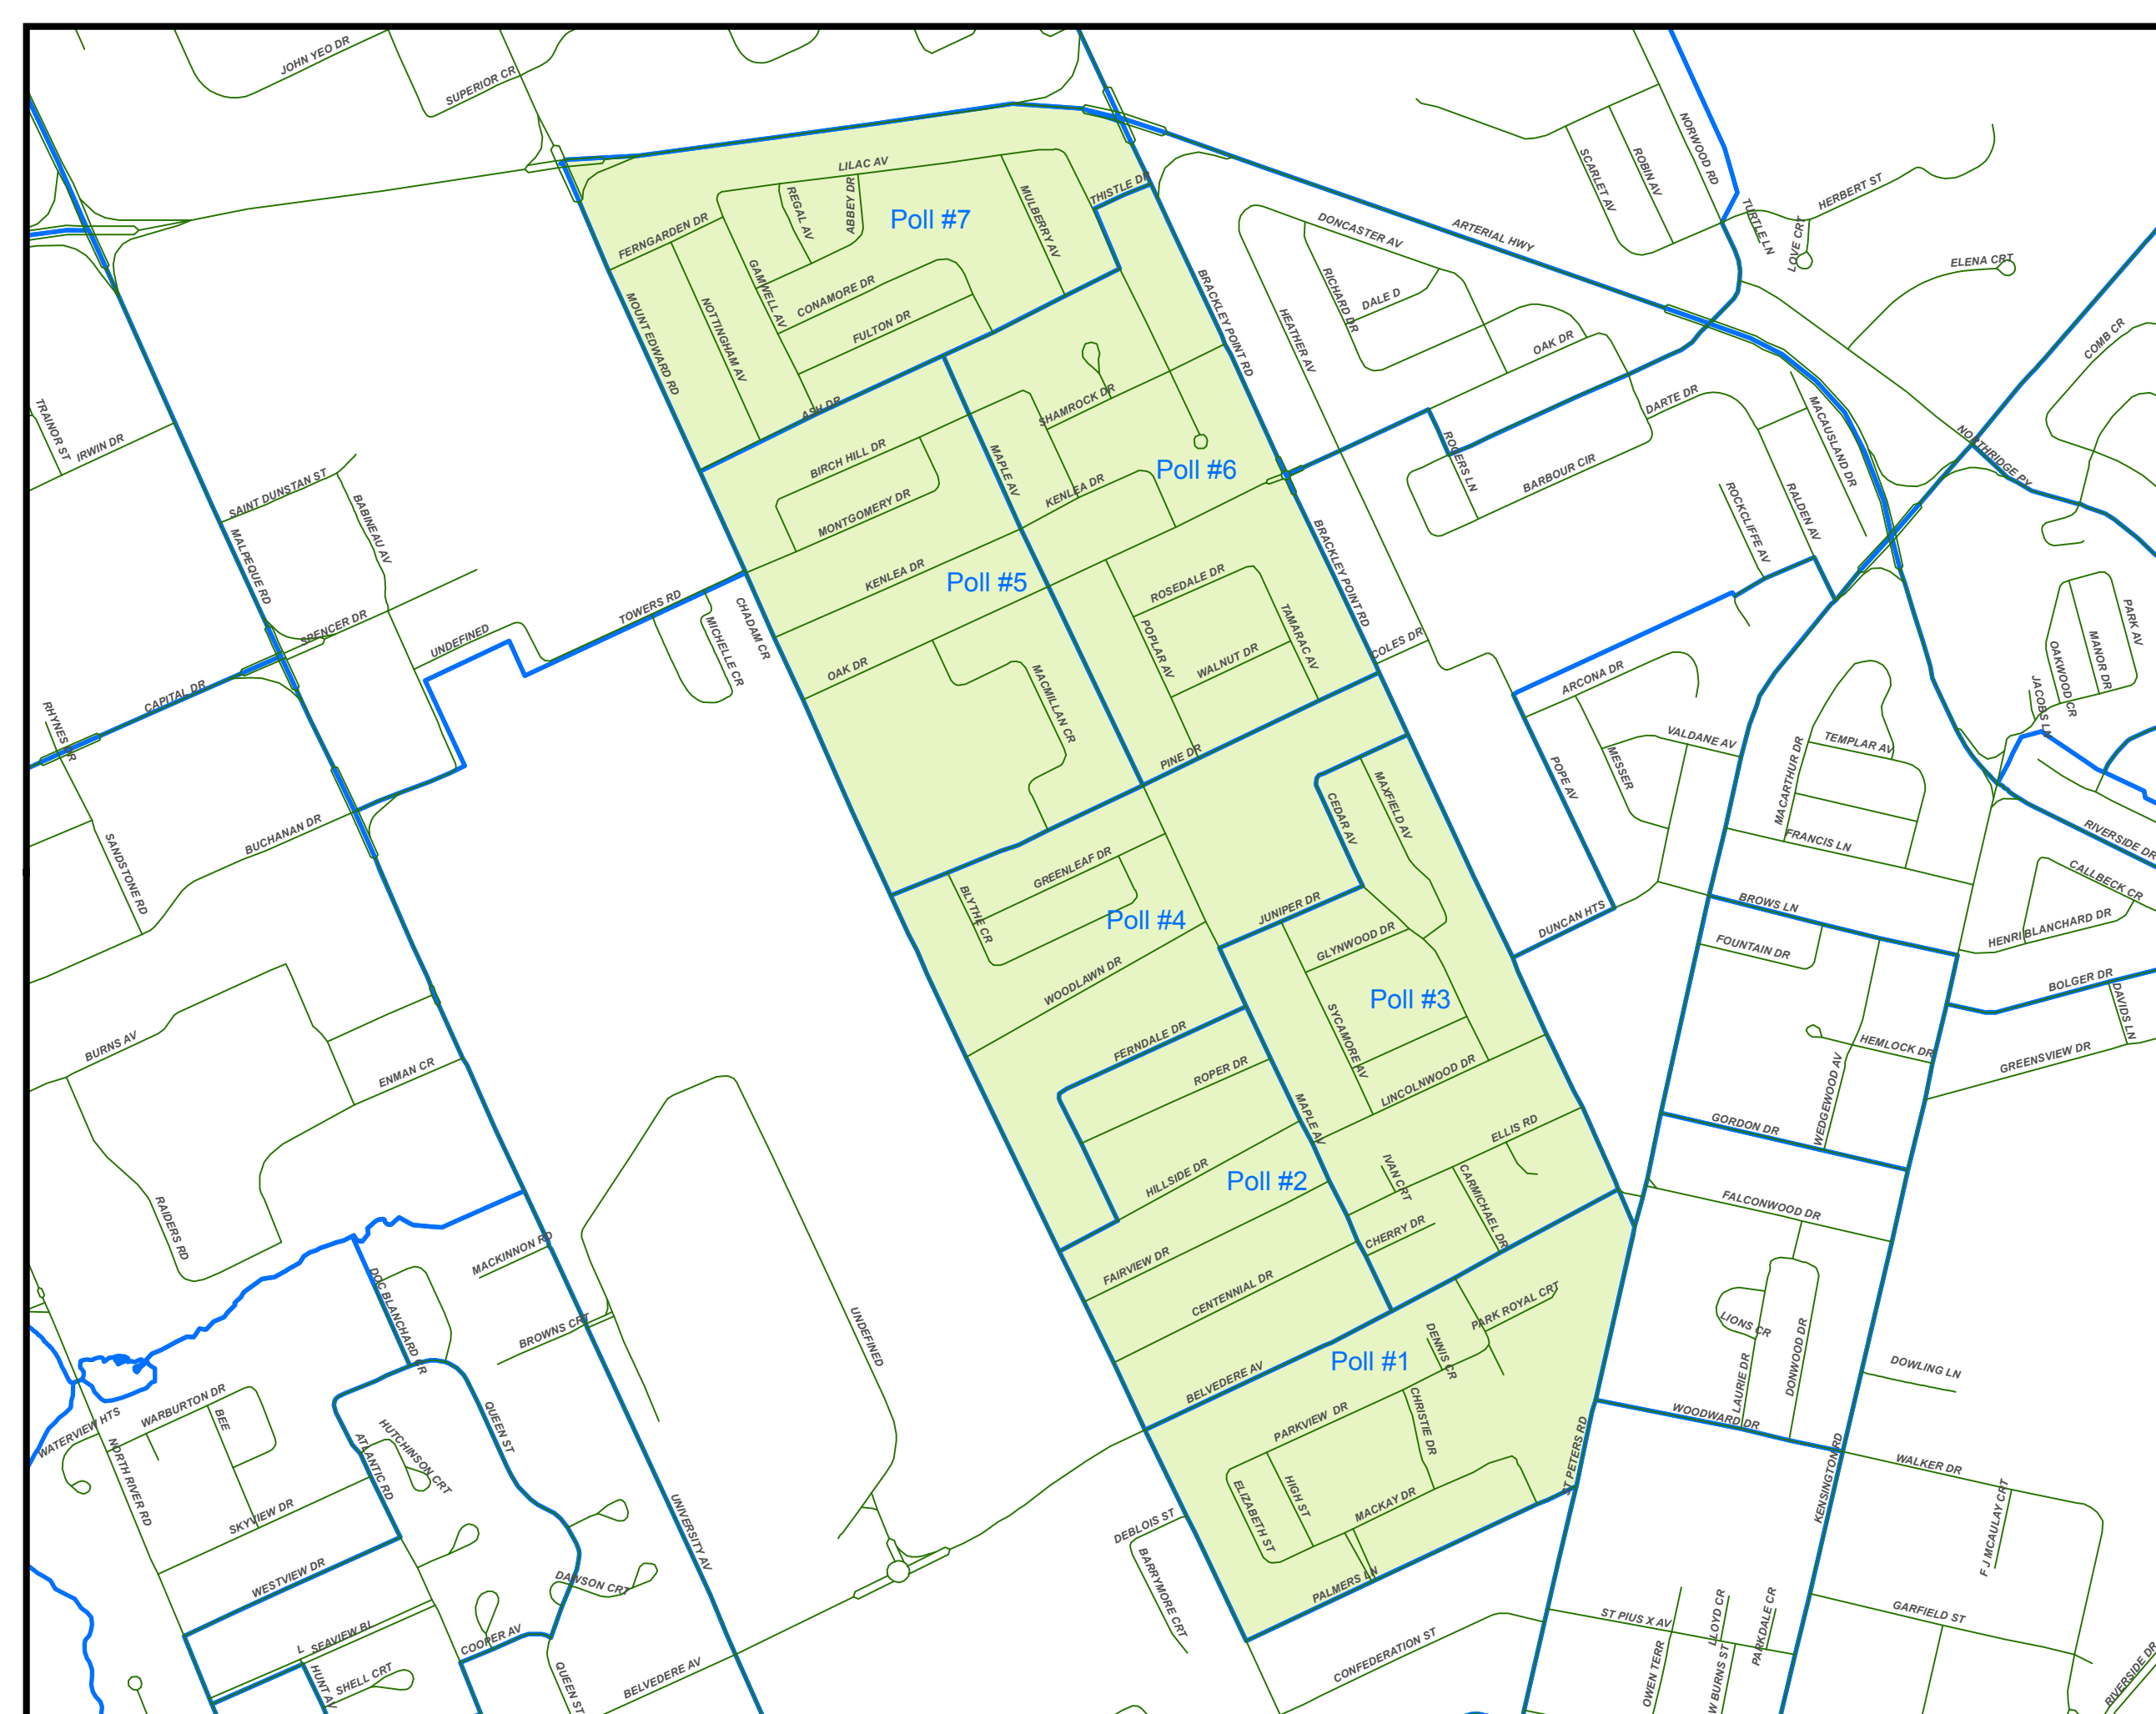 JOHN YEO DR
SUPERIOR CR
LILAC AV
REGAL AV
ABBEY DR
MULBERRY AV
THISTLE DR
Poll #7
FERNGARDEN DR
GAMWELL AV
CONAMORE DR
FULTON DR
NOTTINGHAM AV
MOUNT EDWARD RD
ASH DR
BRACKLEY POINT RD
HEATHER AV
DONCASTER AV
RICHARD DR
DALE D
ARTERIAL HWY
OAK DR
SCARLET AV
ROBIN AV
NORWOOD RD
TURTLE LN
LOVE CRT
HERBERT ST
ELENA CRT
COMB CR
NORTHRIDGE PY
TRAINOR ST
IRWIN DR
SAINT DUNSTAN ST
BABINEAU AV
MALPEQUE RD
SPENCER DR
UNDEFINED
TOWERS RD
MICHELLE CR
CHADAM CR
CAPITAL DR
RHYNES DR
SANDSTONE RD
BUCHANAN DR
BIRCH HILL DR
MONTGOMERY DR
MAPLE AV
SHAMROCK DR
KENLEA DR
Poll #6
KENLEA DR
Poll #5
OAK DR
MACMILLAN CR
ROSEDALE DR
POPLAR AV
WALNUT DR
TAMARAC AV
PINE DR
BRACKLEY POINT RD
COLES DR
ROGERS LN
BARBOUR CIR
DARTE DR
MACAUSLAND DR
RALDEN AV
ROCKCLIFFE AV
ARCONA DR
POPE AV
MESSER
VALDANE AV
MACARTHUR DR
TEMPLAR AV
FRANCIS LN
PARK AV
MANOR DR
OAKWOOD CR
JACOBS LN
RIVERSIDE DR
CALLBECK CR
HENRI BLANCHARD DR
BOLGER DR
DAVIDS LN
GREENSVIEW DR
DUNCAN HTS
BROWS LN
FOUNTAIN DR
HEMLOCK DR
WEDGEWOOD AV
GORDON DR
FALCONWOOD DR
CEDAR AV
MAXFIELD AV
GREENLEAF DR
BLYTHE CR
Poll #4
WOODLAWN DR
JUNIPER DR
GLYNWOOD DR
Poll #3
SYCAMORE AV
LINCOLNWOOD DR
FERNDALE DR
ROPER DR
MAPLE AV
HILLSIDE DR
Poll #2
FAIRVIEW DR
CENTENNIAL DR
ELLIS RD
IVAN CRT
CARMICHAEL DR
CHERRY DR
BELVEDERE AV
Poll #1
PARK ROYAL CRT
DENNIS CR
PARKVIEW DR
CHRISTIE DR
ELIZABETH ST
HIGH ST
MACKAY DR
PALMERS LN
ST PETERS RD
BURNS AV
ENMAN CR
RAIDERS RD
MACKINNON RD
DOC BLANCHARD CR
BROWNS CRT
UNDEFINED
WATERVIEW HTS
WARBURTON DR
BEE
NORTH RIVER RD
HUTCHINSON CRT
ATLANTIC RD
QUEEN ST
SKYVIEW DR
WESTVIEW DR
DAWSON CRT
COOPER AV
L SEAVIEW BL
HUNT AV
SHELL CRT
QUEEN ST
UNIVERSITY AV
BELVEDERE AV
DEBLOIS ST
BARRYMORE CRT
CONFEDERATION ST
LIONS CR
LAURIE DR
DONWOOD DR
WOODWARD DR
DOWLING LN
KENSINGTON RD
WALKER DR
F J MCAULAY CRT
GARFIELD ST
ST PIUS X AV
LLOYD CR
PARKDALE CR
OWEN TERR
W BURNS ST
RIVERSIDE DR